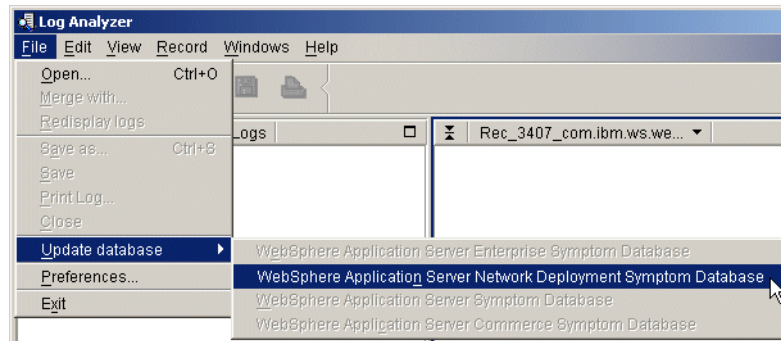 Log Analyzer
File Edit View Record Windows Help
Open... Ctrl+O
Merge with...
Redisplay logs
Logs
Rec_3407_com.ibm.ws.we...
Save as... Ctrl+S
Save
Print Log...
Close
Update database
WebSphere Application Server Enterprise Symptom Database
Preferences...
WebSphere Application Server Network Deployment Symptom Database
Exit
WebSphere Application Server Symptom Database
WebSphere Application Server Commerce Symptom Database